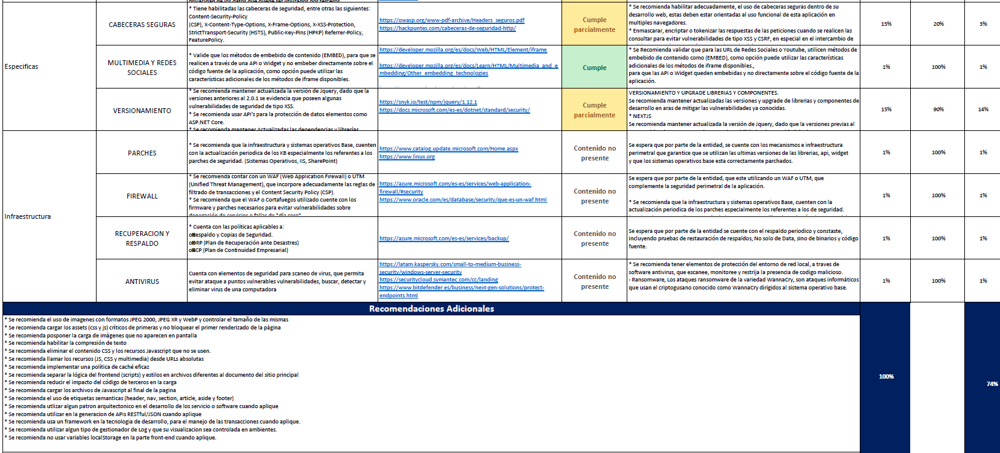 privacidad de los datos que puede ser utilizados por terceros.
Especificas
CABECERAS SEGURAS
* Tiene habilitadas las cabeceras de seguridad, entre otras las siguientes:
Content-Security-Policy
(CSP), X-Content-Type-Options, X-Frame-Options, X-XSS-Protection,
StrictTransport-Security (HSTS), Public-Key-Pins (HPKP) Referrer-Policy,
FeaturePolicy.
https://owasp.org/www-pdf-archive/Headers_seguros.pdf
https://hackpuntes.com/cabeceras-de-seguridad-http/
Cumple
parcialmente
* Se recomienda habilitar adecuadamente, el uso de cabeceras seguras dentro de su
desarrollo web, estas deben estar orientadas al uso funcional de esta aplicación en
multiples navegadores.
* Enmascarar, encriptar o tokenizar las respuestas de las peticiones cuando se realicen las
consultar para evitar vulnerabilidades de tipo XSS y CSRF, en especial en el intercambio de
15%
20%
3%
MULTIMEDIA Y REDES
SOCIALES
* Valide que los métodos de embebido de contenido (EMBED), para que se
realicen a través de una API o Widget y no embeber directamente sobre el
código fuente de la aplicación, como opción puede utilizar las
características adicionales de los métodos de iframe disponibles.
https://developer.mozilla.org/es/docs/Web/HTML/Element/iframe
https://developer.mozilla.org/es/docs/Learn/HTML/Multimedia_and_e
mbedding/Other_embedding_technologies
Cumple
* Se Recomienda validar que para las URL de Redes Sociales o Youtube, utilicen métodos de
embebido de contenido como (EMBED), como opción puede utilizar las características
adicionales de los métodos de iframe disponibles.,
para que las API o Widget queden embebidas y no directamente sobre el código fuente de la
aplicación.
1%
100%
1%
VERSIONAMIENTO
* Se recomienda mantener actualizada la versión de Jquery, dado que la
versiones anteriores al 2.0.1 se evidencia que poseen algunas
vulnerabilidades de seguridad de tipo XSS.
* Se recomienda usar API's para la protección de datos elementos como
ASP.NET Core.
* Se recomienda mantener Actualizadas las dependencias y librerías
https://snyk.io/test/npm/jquery/1.12.1
https://docs.microsoft.com/es-es/dotnet/standard/security/
Cumple
parcialmente
VERSIONAMIENTO Y UPGRADE LIBRERIAS Y COMPONENTES.
Se recomienda mantener actualizadas las versiones y upgrade de librerias y componentes de
desarrollo en aras de mitigar las vulnerabilidades ya conocidas.
* NEXTJS
Se recomienda mantener actualizada la versión de Jquery, dado que la versiones previas al
15%
90%
14%
Infraestructura
PARCHES
* Se recomienda que la infraestructura y sistemas operativos Base, cuenten
con la actualización periodica de los KB especialmente los referentes a los
parches de seguridad. (Sistemas Operativos, IIS, SharePoint)
https://www.catalog.update.microsoft.com/Home.aspx
https://www.linux.org
Contenido no
presente
Se espera que por parte de la entidad, se cuente con los mecanismos e infraestructura
perimetral que garantice que se utilizan las ultimas versiones de las librerias, api, widget
y que los sistemas operativos base esta correctamente parchados.
1%
100%
1%
FIREWALL
* Se recomienda contar con un WAF (Web Application Firewall) o UTM
(Unified Threat Management), que incorpore adecuadamente las reglas de
filtrado de transacciones y el Content Security Policy (CSP).
* Se recomienda que el WAF o Cortafuegos utilizado cuente con los
firmware y parches necesarios para evitar vulnerabilidades sobre
denegación de servicios o fallas de "día cero"
https://azure.microsoft.com/es-es/services/web-application-
firewall/#security
https://www.oracle.com/es/database/security/que-es-un-waf.html
Contenido no
presente
Se espera que por parte de la entidad, que este utilizando un WAF o UTM, que
complemente la seguridad perimetral de la aplicación.
* Se recomienda que la infraestructura y sistemas operativos Base, cuenten con la
actualización periodica de los parches especialmente los referentes a los de seguridad.
1%
100%
1%
RECUPERACION Y
RESPALDO
* Cuenta con las políticas aplicables a:
Respaldo y Copias de Seguridad.
DRP (Plan de Recuperación ante Desastres)
BCP (Plan de Continuidad Empresarial)
https://azure.microsoft.com/es-es/services/backup/
Contenido no
presente
Se espera que por parte de la entidad se cuente con el respaldo periodico y constaste,
incluyendo pruebas de restauración de respaldos, No solo de Data, sino de binarios y código
fuente.
1%
100%
1%
ANTIVIRUS
Cuenta con elementos de seguridad para scaneo de virus, que permita
evitar ataque a puntos vulnerables vulnerabilidades, buscar, detectar y
eliminar virus de una computadora
https://latam.kaspersky.com/small-to-medium-business-
security/windows-server-security
https://securitycloud.symantec.com/cc/landing
https://www.bitdefender.es/business/next-gen-solutions/protect-
endpoints.html
Contenido no
presente
* Se recomienda tener elementos de protección del entorno de red local, a traves de
software antivirus, que escanee, monitoree y restrija la presencia de codigo malicioso.
- Ransomware, Los ataques ransomware de la variedad WannaCry, son ataques informáticos
que usan el criptogusano conocido como WannaCry dirigidos al sistema operativo base.
1%
100%
1%
Recomendaciones Adicionales
* Se recomienda el uso de imagenes con formatos JPEG 2000, JPEG XR y WebP y controlar el tamaño de las mismas
* Se recomienda cargar los assets (css y js) críticos de primeras y no bloquear el primer renderizado de la página
* Se recomienda posponer la carga de imágenes que no aparecen en pantalla
* Se recomienda habilitar la compresión de texto
* Se recomienda eliminar el contenido CSS y los recursos Javascript que no se usen.
* Se recomienda llamar los recursos (JS, CSS y multimedia) desde URLs absolutas
* Se recomienda implementar una política de caché eficaz
* Se recomienda separar la lógica del frontend (scripts) y estilos en archivos diferentes al documento del sitio principal
* Se recomienda reducir el impacto del código de terceros en la carga
* Se recomienda cargar los archivos de Javascript al final de la pagina
* Se recomienda el uso de etiquetas semanticas (header, nav, section, article, aside y footer)
* Se recomienda utlizar algun patron arquitectonico en el desarrollo de los servicio o software cuando aplique
* Se recomienda utilizar en la generacion de APIs RESTful/JSON cuando aplique
* Se recomienda usa un framework en la tecnologia de desarrollo, para el manejo de las transacciones cuando aplique.
* Se recomienda utilizar algun tipo de gestionador de Log y que su visualizacion sea controlada en ambientes.
* Se recomienda no usar variables localStorage en la parte front-end cuando aplique.
100%
74%